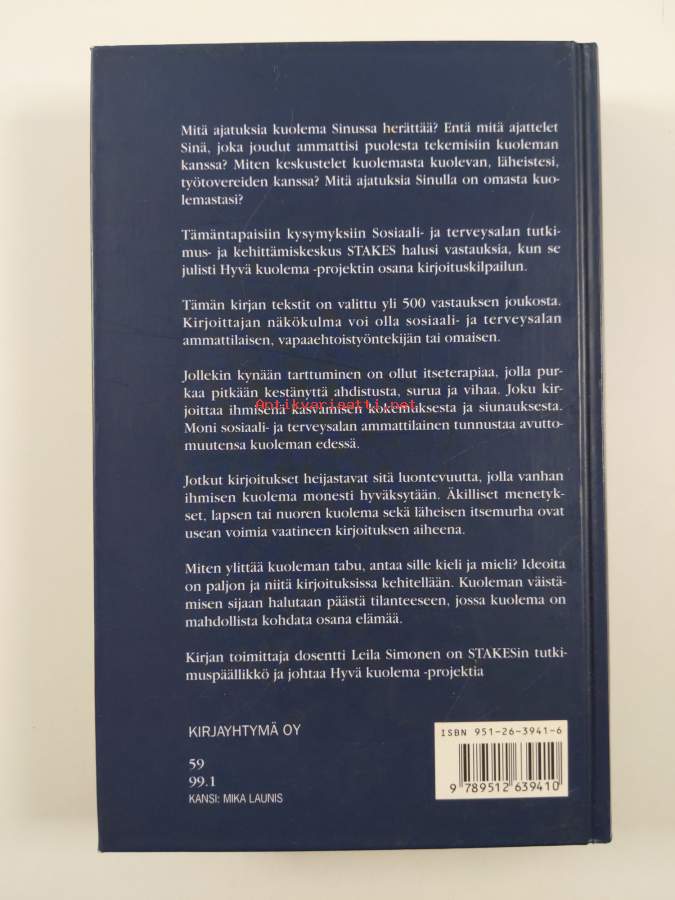 Mitä ajatuksia kuolema Sinussa herättää? Entä mitä ajattelet
Sinä, joka joudut ammattisi puolesta tekemisiin kuoleman
kanssa? Miten keskustelet kuolemasta kuolevan, läheistesi,
työtovereiden kanssa? Mitä ajatuksia Sinulla on omasta kuo-
lemastasi?
Tämäntapaisiin kysymyksiin Sosiaali- ja terveysalan tutki-
mus- ja kehittämiskeskus STAKES halusi vastauksia, kun se
julisti Hyvä kuolema -projektin osana kirjoituskilpailun.
Tämän kirjan tekstit on valittu yli 500 vastauksen joukosta.
Kirjoittajan näkökulma voi olla sosiaali- ja terveysalan
ammattilaisen, vapaaehtoistyöntekijän tai omaisen.
Jollekin kynään tarttuminen on ollut itseterapiaa, jolla pur-
kaa pitkään kestänyttä ahdistusta, surua ja vihaa. Joku kir-
joittaa ihmisenä kasvamisen kokemuksesta ja siunauksesta.
Antikvariaatti.net
Moni sosiaali- ja terveysalan ammattilainen tunnustaa avutto-
muutensa kuoleman edessä.
Jotkut kirjoitukset heijastavat sitä luontevuutta, jolla vanhan
ihmisen kuolema monesti hyväksytään. Äkilliset menetyk-
set, lapsen tai nuoren kuolema sekä läheisen itsemurha ovat
usean voimia vaatineen kirjoituksen aiheena.
Miten ylittää kuoleman tabu, antaa sille kieli ja mieli? Ideoita
on paljon ja niitä kirjoituksissa kehitellään. Kuoleman väistä-
misen sijaan halutaan päästä tilanteeseen, jossa kuolema on
mahdollista kohdata osana elämää.
Kirjan toimittaja dosentti Leila Simonen on STAKESin tutki-
muspäällikkö ja johtaa Hyvä kuolema -projektia
KIRJAYHTYMÄ OY
59
99.1
KANSI: MIKA LAUNIS
ISBN 951-26-3941-6
9 789512 639410